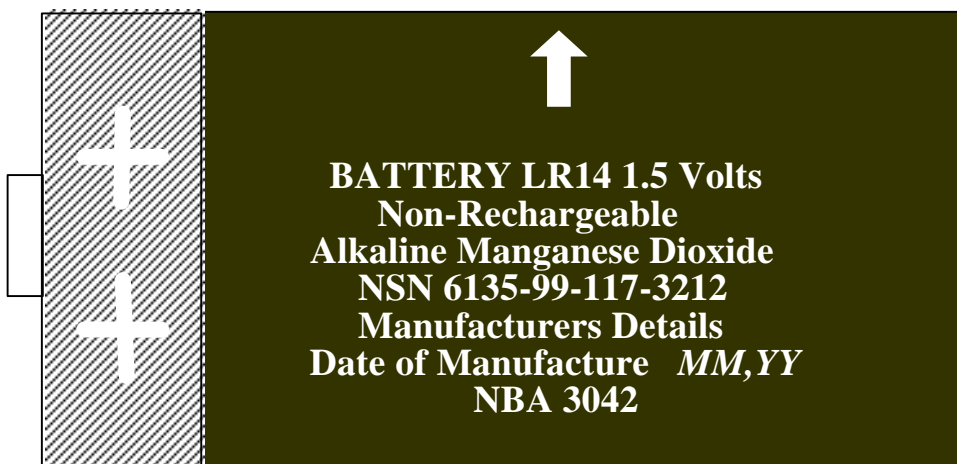 BATTERY LR14 1.5 Volts
Non-Rechargeable
Alkaline Manganese Dioxide
NSN 6135-99-117-3212
Manufacturers Details
Date of Manufacture MM,YY
NBA 3042